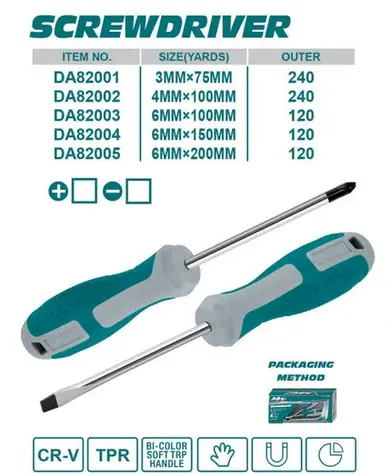 SCREWDRIVER
ITEM NO. SIZE(YARDS) OUTER
DA82001 3MM×75MM 240
DA82002 4MM×100MM 240
DA82003 6MM×100MM 120
DA82004 6MM×150MM 120
DA82005 6MM×200MM 120
PACKAGING
METHOD
CR-V
TPR
BI-COLOR
SOFT TRP
HANDLE